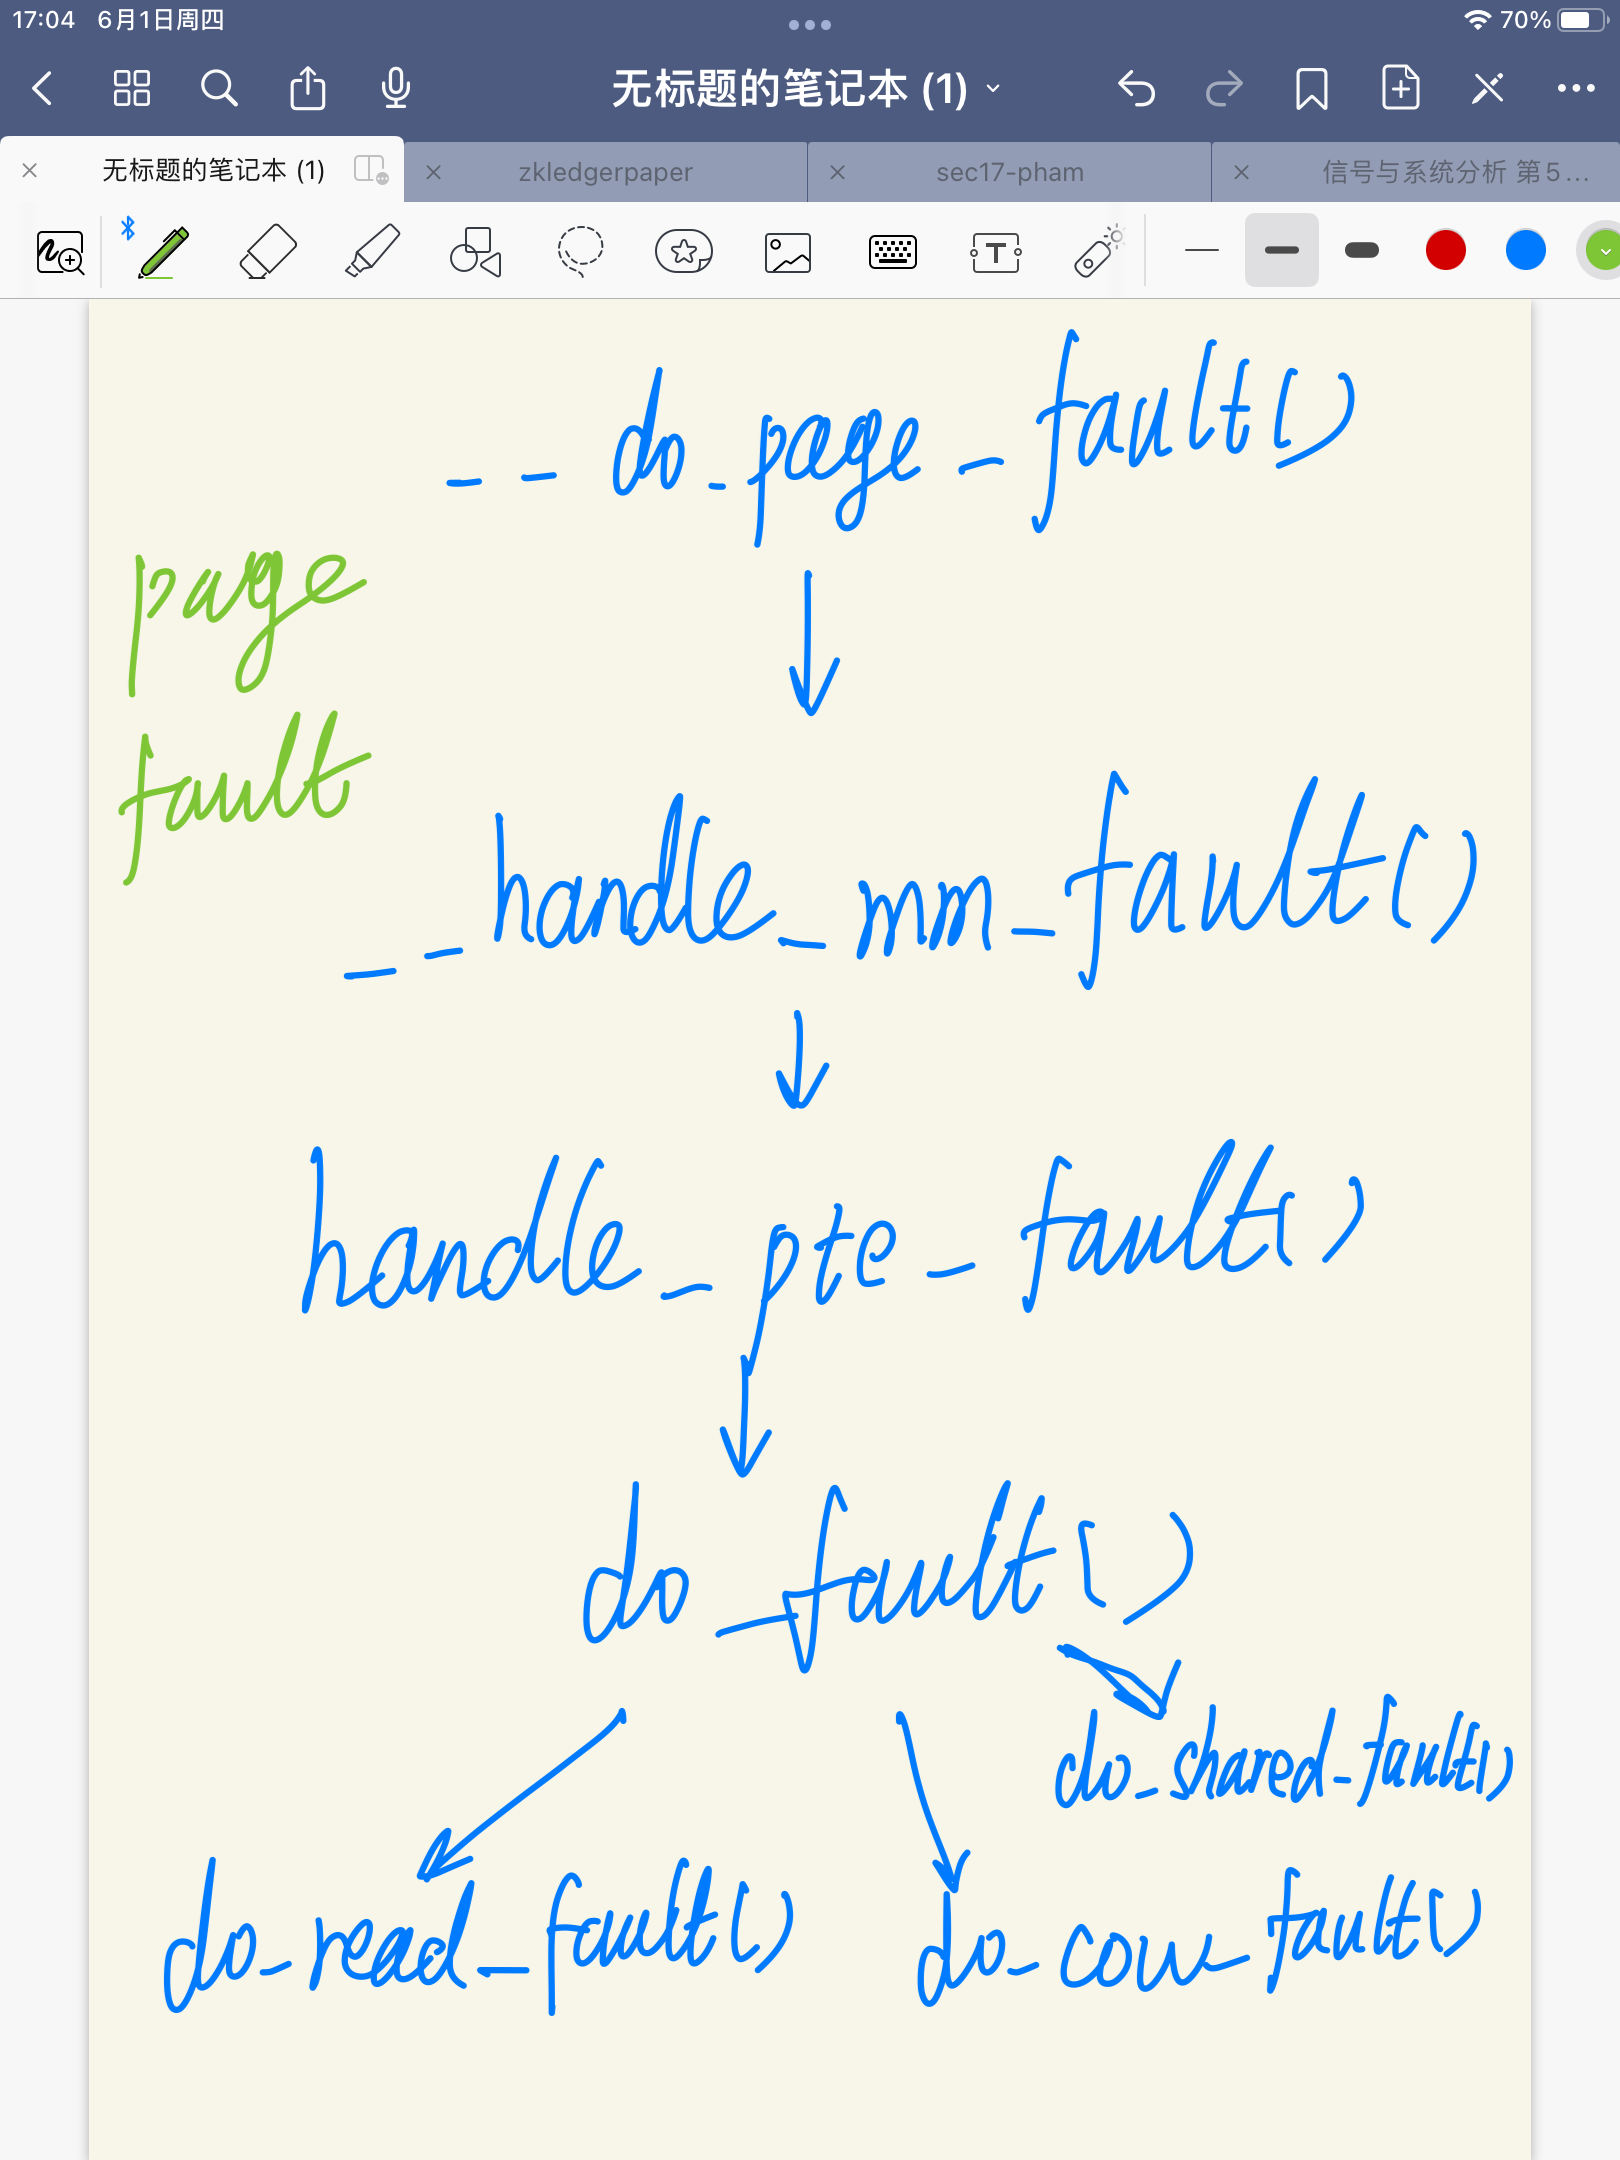 17:04 6月1日周四
70%
无标题的笔记本 (1)
无标题的笔记本 (1)
zkledgerpaper
sec17-pham
信号与系统分析 第5...
__do_page_fault()
page
fault
__handle_mm_fault()
handle_pte_fault()
do_fault()
do_shared_fault()
do_read_fault()
do_cow_fault()